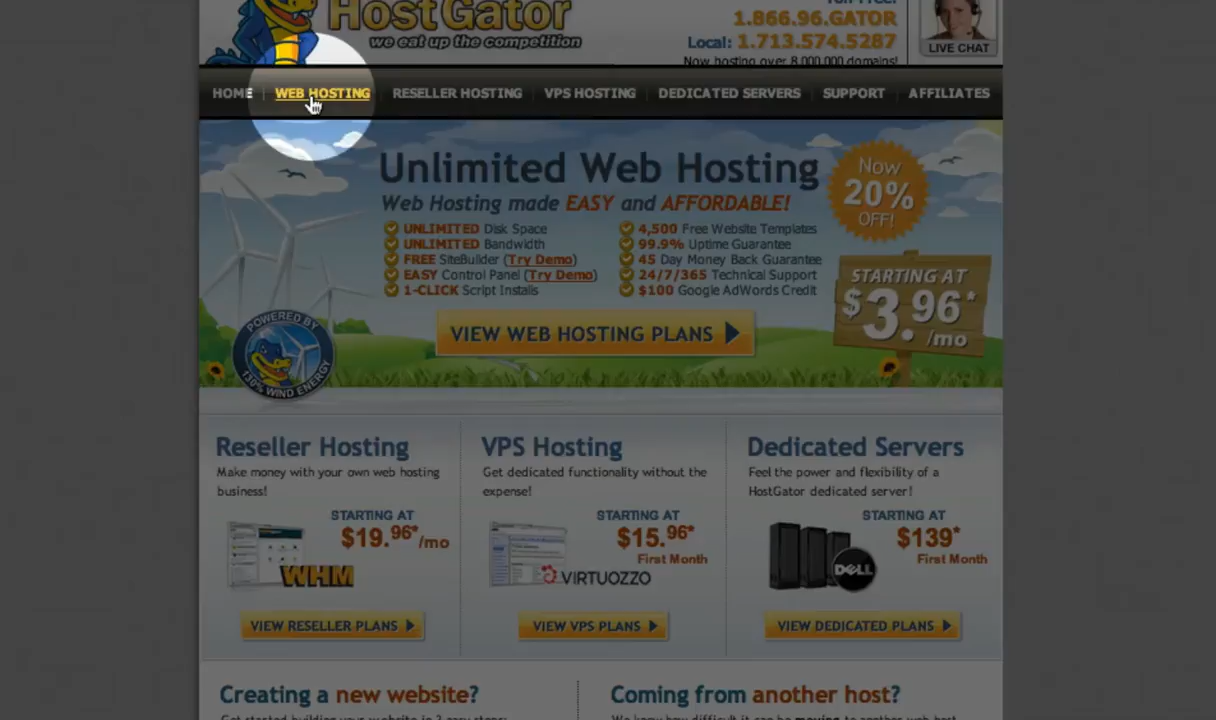 HostGator
we eat up the competition
1.866.96.GATOR
Local: 1.713.574.5287
Now hosting over 8,000,000 domains!
LIVE CHAT
HOME WEB HOSTING RESELLER HOSTING VPS HOSTING DEDICATED SERVERS SUPPORT AFFILIATES
Unlimited Web Hosting
Web Hosting made EASY and AFFORDABLE!
UNLIMITED Disk Space
UNLIMITED Bandwidth
FREE SiteBuilder (Try Demo)
EASY Control Panel (Try Demo)
1-CLICK Script Installs
4,500 Free Website Templates
99.9% Uptime Guarantee
45 Day Money Back Guarantee
24/7/365 Technical Support
$100 Google AdWords Credit
Now
20%
OFF!
STARTING AT
$3.96*
/mo
VIEW WEB HOSTING PLANS
POWERED BY
130% WIND ENERGY
Reseller Hosting
Make money with your own web hosting
business!
STARTING AT
$19.96*/mo
WHM
VIEW RESELLER PLANS
VPS Hosting
Get dedicated functionality without the
expense!
STARTING AT
$15.96*
First Month
VIRTUOZZO
VIEW VPS PLANS
Dedicated Servers
Feel the power and flexibility of a
HostGator dedicated server!
STARTING AT
$139*
First Month
DELL
VIEW DEDICATED PLANS
Creating a new website?
Coming from another host?